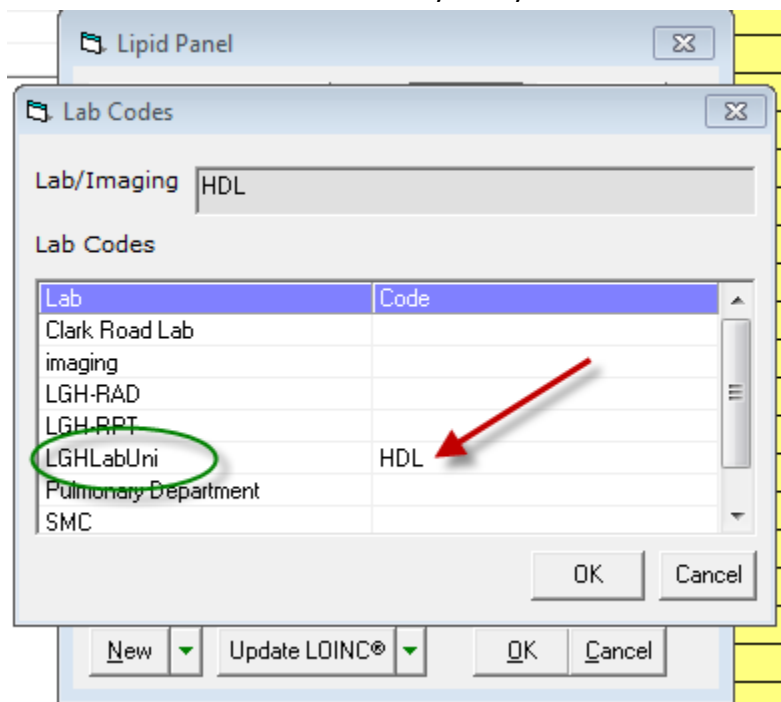 Lipid Panel
Lab Codes
Lab/Imaging HDL
Lab Codes
Lab Code
Clark Road Lab
imaging
LGH-RAD
LGH-RPT
LGHLabUni HDL
Pulmonary Department
SMC
OK Cancel
New Update LOINC® OK Cancel